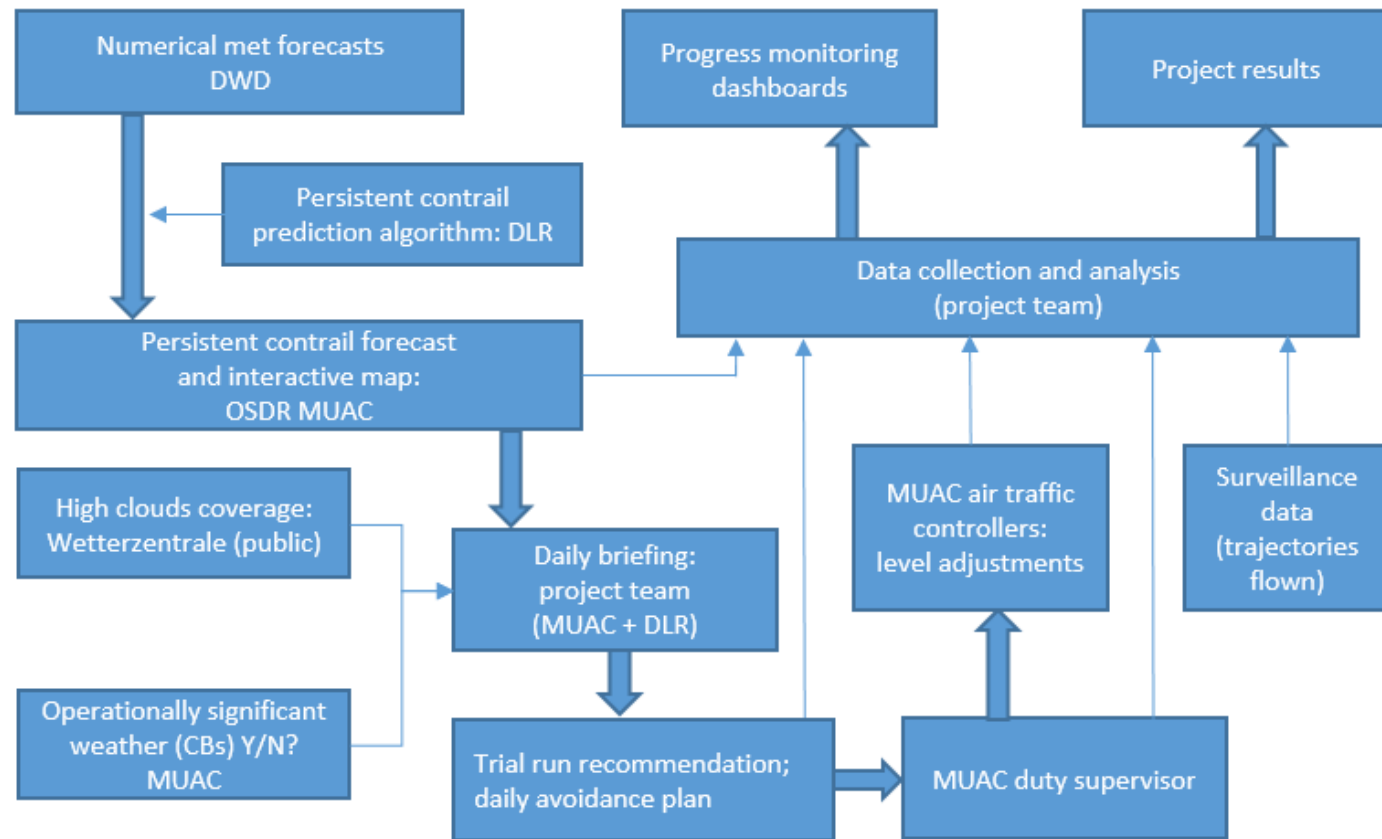 Numerical met forecasts
DWD
Progress monitoring
dashboards
Project results
Persistent contrail
prediction algorithm: DLR
Data collection and analysis
(project team)
Persistent contrail forecast
and interactive map:
OSDR MUAC
High clouds coverage:
Wetterzentrale (public)
MUAC air traffic
controllers:
level adjustments
Surveillance
data
(trajectories
flown)
Daily briefing:
project team
(MUAC + DLR)
Operationally significant
weather (CBs) Y/N?
MUAC
Trial run recommendation;
daily avoidance plan
MUAC duty supervisor